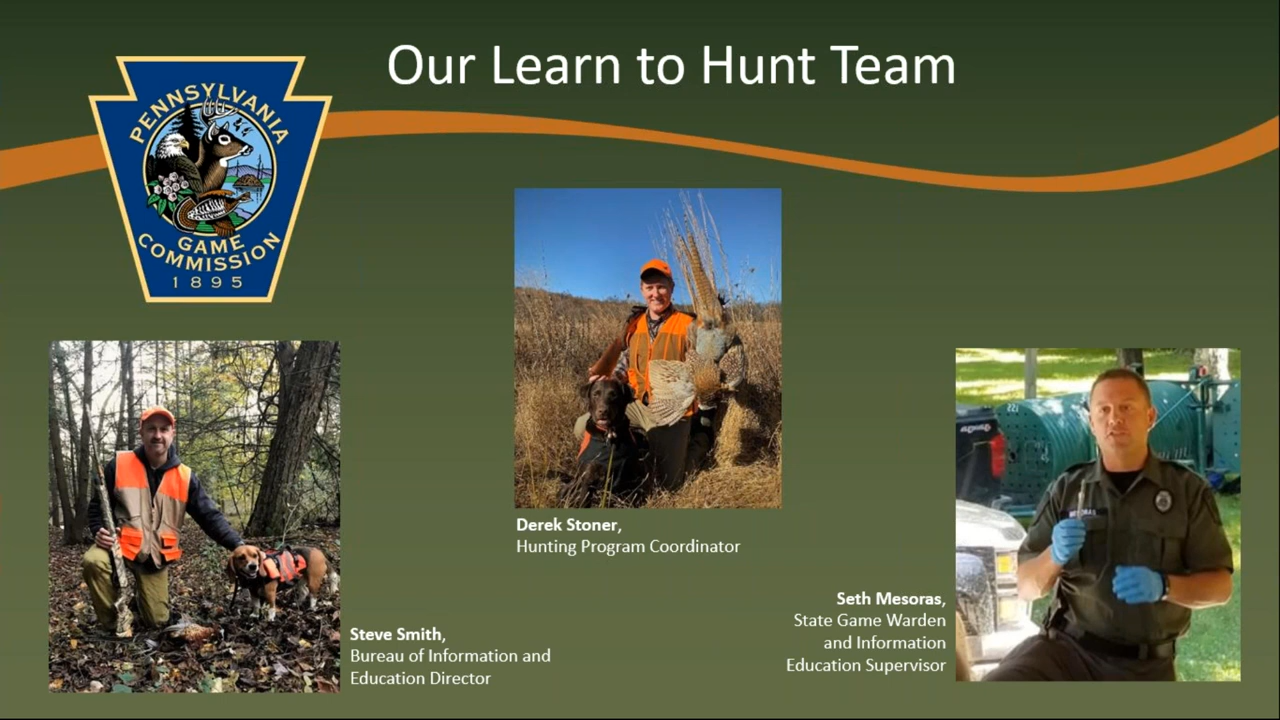 Our Learn to Hunt Team
PENNSYLVANIA
GAME
COMMISSION
1895
Derek Stoner,
Hunting Program Coordinator
Seth Mesoras,
State Game Warden
and Information
Education Supervisor
Steve Smith,
Bureau of Information and
Education Director